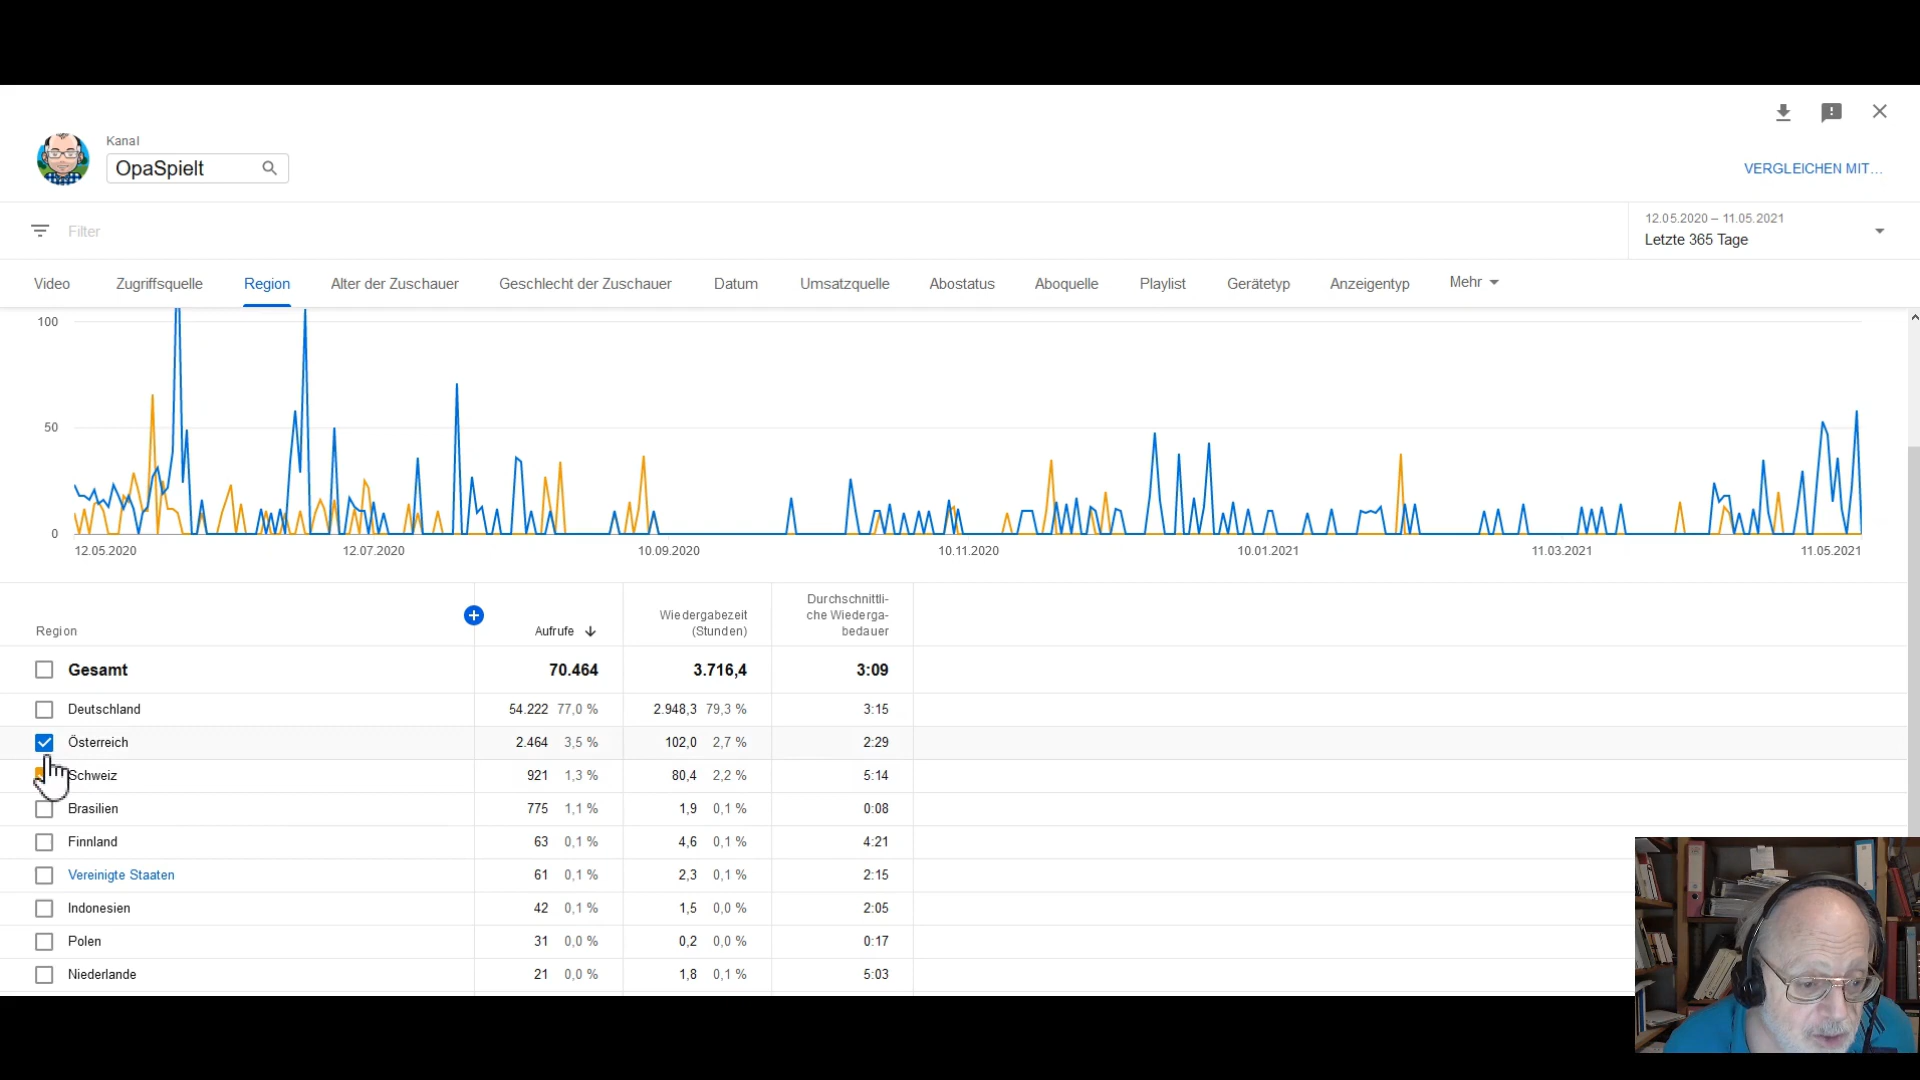 Kanal
OpaSpielt
VERGLEICHEN MIT...
Filter
12.05.2020 – 11.05.2021
Letzte 365 Tage
Video Zugriffsquelle Region Alter der Zuschauer Geschlecht der Zuschauer Datum Umsatzquelle Abostatus Aboquelle Playlist Gerätetyp Anzeigentyp Mehr
100
50
0
12.05.2020 12.07.2020 10.09.2020 10.11.2020 10.01.2021 11.03.2021 11.05.2021
Region
Aufrufe
Wiedergabezeit
(Stunden)
Durchschnittli-
che Wiederga-
bedauer
Gesamt 70.464 3.716,4 3:09
Deutschland 54.222 77,0 % 2.948,3 79,3 % 3:15
Österreich 2.464 3,5 % 102,0 2,7 % 2:29
Schweiz 921 1,3 % 80,4 2,2 % 5:14
Brasilien 775 1,1 % 1,9 0,1 % 0:08
Finnland 63 0,1 % 4,6 0,1 % 4:21
Vereinigte Staaten 61 0,1 % 2,3 0,1 % 2:15
Indonesien 42 0,1 % 1,5 0,0 % 2:05
Polen 31 0,0 % 0,2 0,0 % 0:17
Niederlande 21 0,0 % 1,8 0,1 % 5:03